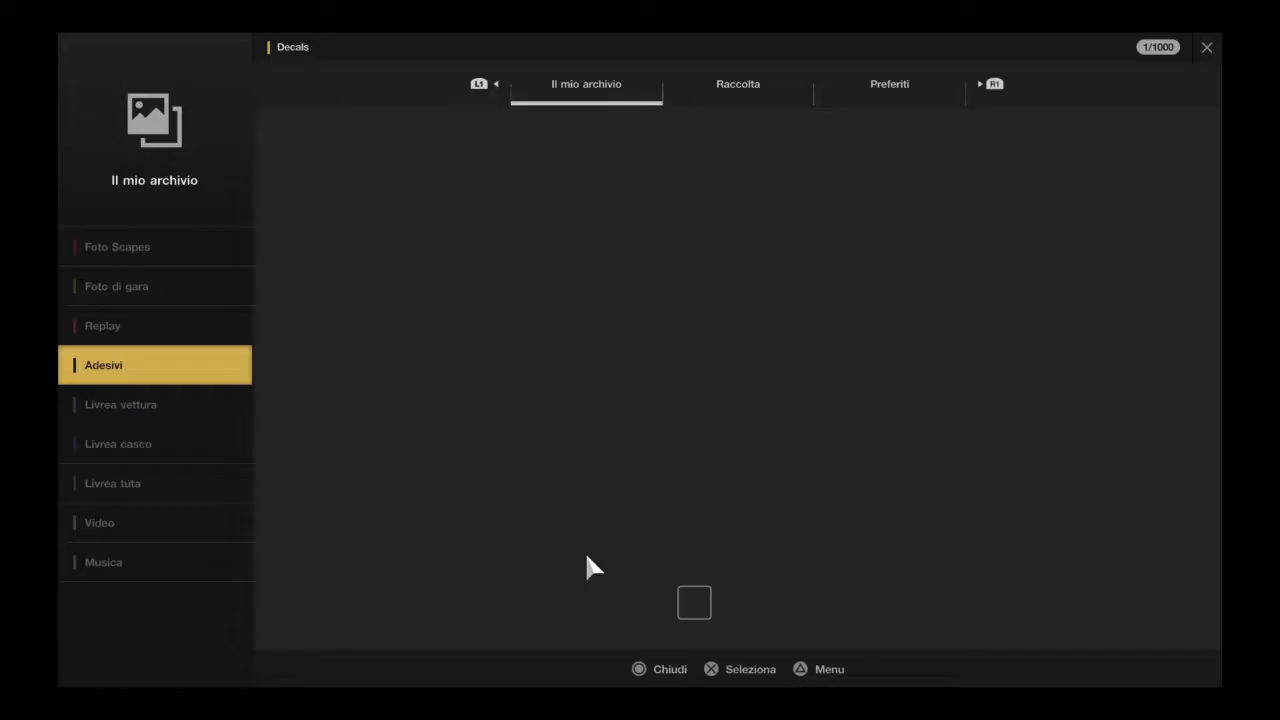 Decals
1/1000
L1
Il mio archivio
Raccolta
Preferiti
R1
Il mio archivio
Foto Scapes
Foto di gara
Replay
Adesivi
Livrea vettura
Livrea casco
Livrea tuta
Video
Musica
Chiudi
Seleziona
Menu